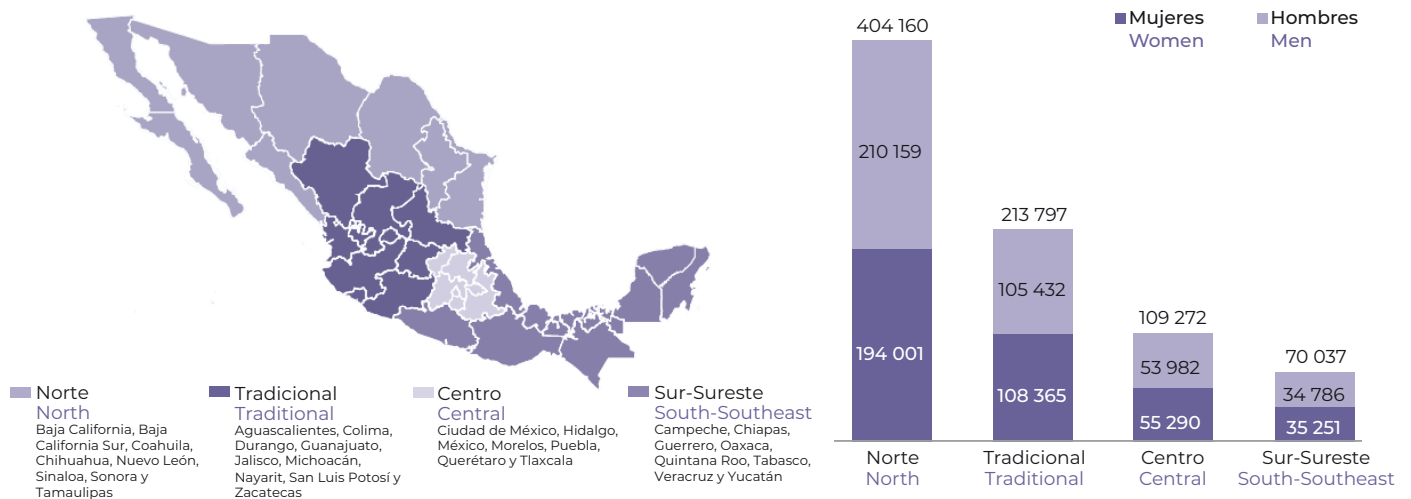 Norte
North
Baja California, Baja
California Sur, Coahuila,
Chihuahua, Nuevo León,
Sinaloa, Sonora y
Tamaulipas
Tradicional
Traditional
Aguascalientes, Colima,
Durango, Guanajuato,
Jalisco, Michoacán,
Nayarit, San Luis Potosí y
Zacatecas
Centro
Central
Ciudad de México, Hidalgo,
México, Morelos, Puebla,
Querétaro y Tlaxcala
Sur-Sureste
South-Southeast
Campeche, Chiapas,
Guerrero, Oaxaca,
Quintana Roo, Tabasco,
Veracruz y Yucatán
Mujeres
Women
Hombres
Men
404 160
210 159
194 001
Norte
North
213 797
105 432
108 365
Tradicional
Traditional
109 272
53 982
55 290
Centro
Central
70 037
34 786
35 251
Sur-Sureste
South-Southeast